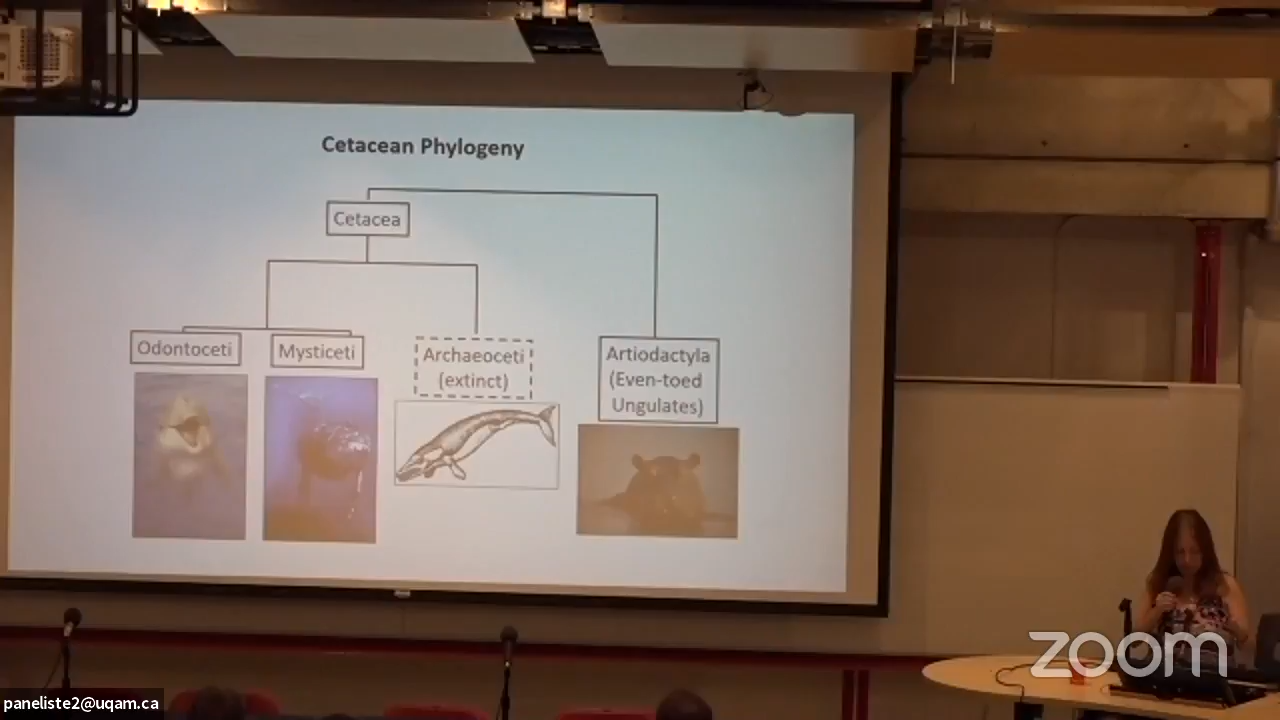 Cetacean Phylogeny
Cetacea
Odontoceti
Mysticeti
Archaeoceti
(extinct)
Artiodactyla
(Even-toed
Ungulates)
zoom
paneliste2@uqam.ca